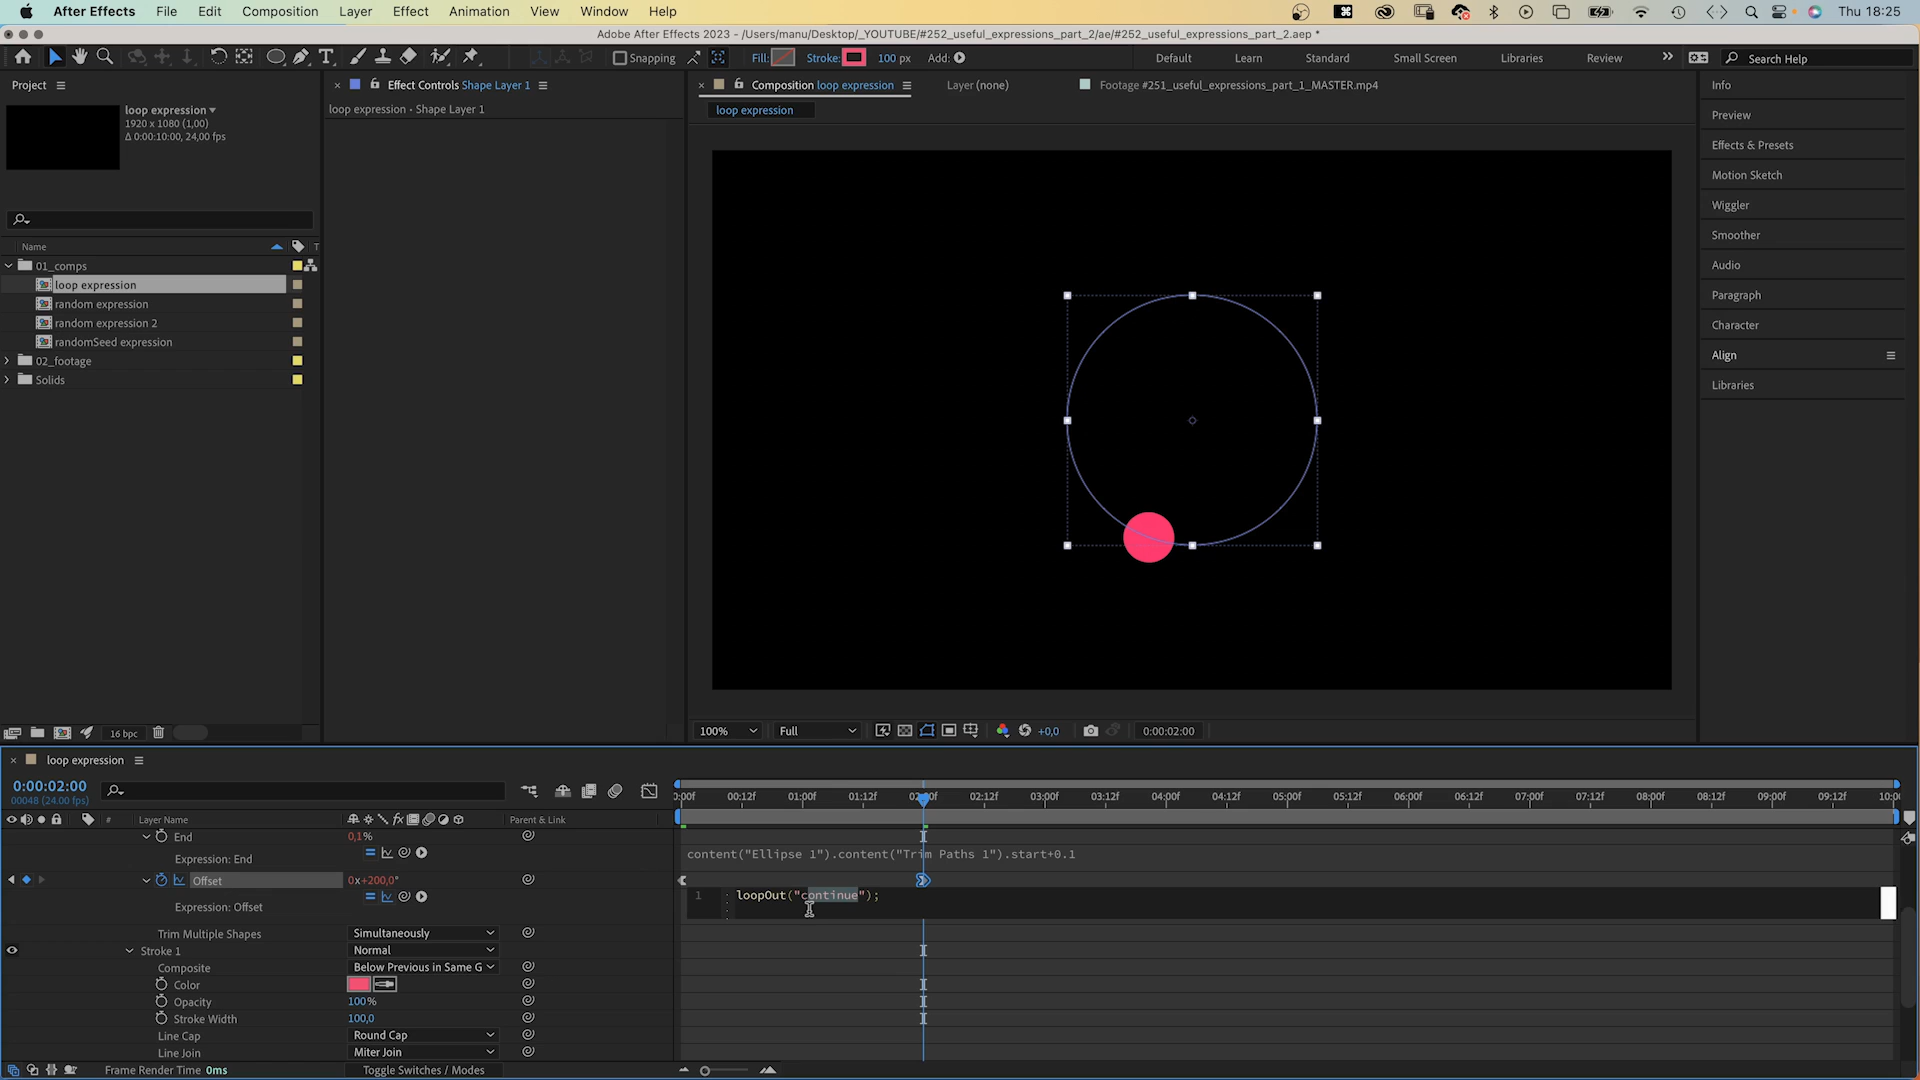 After Effects File Edit Composition Layer Effect Animation View Window Help Thu 18:25
Adobe After Effects 2023 - /Users/manu/Desktop/_YOUTUBE/#252_useful_expressions_part_2/ae/#252_useful_expressions_part_2.aep *
Snapping Fill: Stroke: 100 px Add: Default Learn Standard Small Screen Libraries Review Search Help
Project
loop expression
1920 x 1080 (1,00)
Δ 0:00:10:00, 24,00 fps
Name T
01_comps
loop expression
random expression
random expression 2
randomSeed expression
02_footage
Solids
16 bpc
Effect Controls Shape Layer 1
loop expression • Shape Layer 1
Composition loop expression Layer (none) Footage #251_useful_expressions_part_1_MASTER.mp4
loop expression
100% Full +0,0 0:00:02:00
Info
Preview
Effects & Presets
Motion Sketch
Wiggler
Smoother
Audio
Paragraph
Character
Align
Libraries
loop expression
0:00:02:00
00048 (24.00 fps)
:00f 00:12f 01:00f 01:12f 02:12f 03:00f 03:12f 04:00f 04:12f 05:00f 05:12f 06:00f 06:12f 07:00f 07:12f 08:00f 08:12f 09:00f 09:12f 10:0
# Layer Name fx Parent & Link
End 0,1%
Expression: End content("Ellipse 1").content("Trim Paths 1").start+0.1
Offset 0x+200,0°
1 loopOut("continue");
Expression: Offset
Trim Multiple Shapes Simultaneously
Stroke 1 Normal
Composite Below Previous in Same G
Color
Opacity 100%
Stroke Width 100,0
Line Cap Round Cap
Line Join Miter Join
Frame Render Time 0ms Toggle Switches / Modes